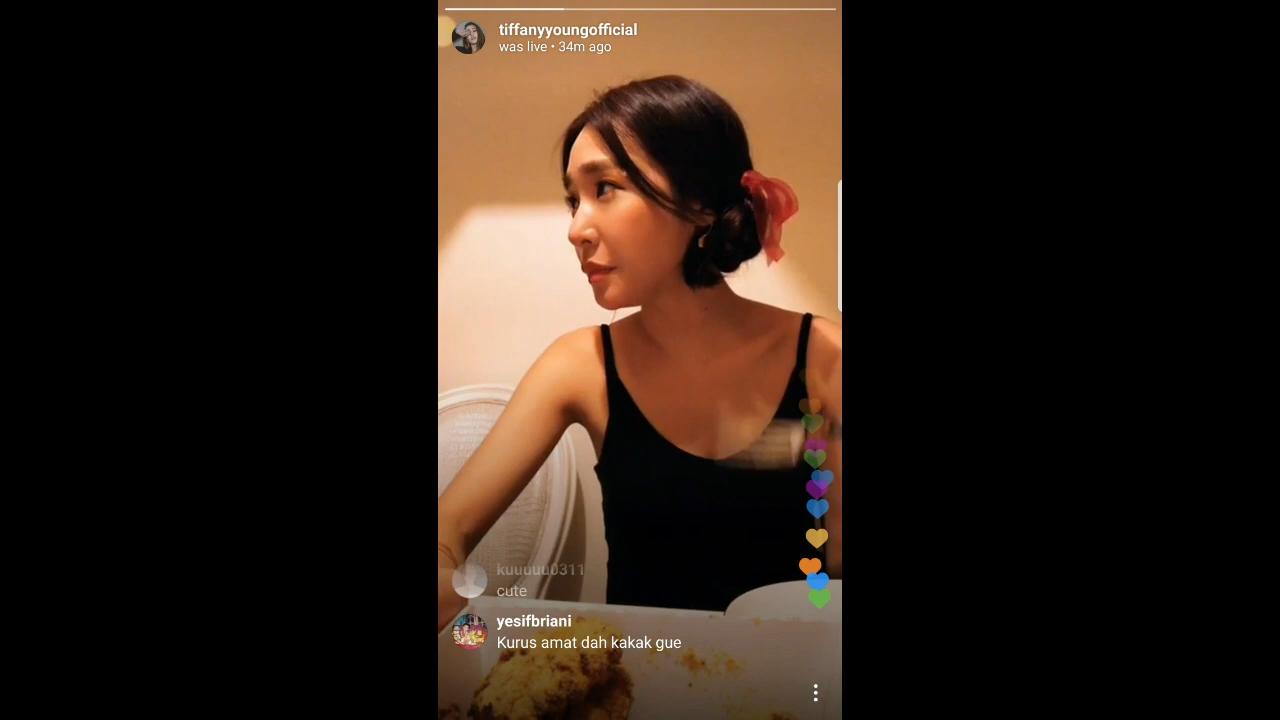 tiffanyyoungofficial
was live • 34m ago
kuuuuu0311
cute
yesifbriani
Kurus amat dah kakak gue